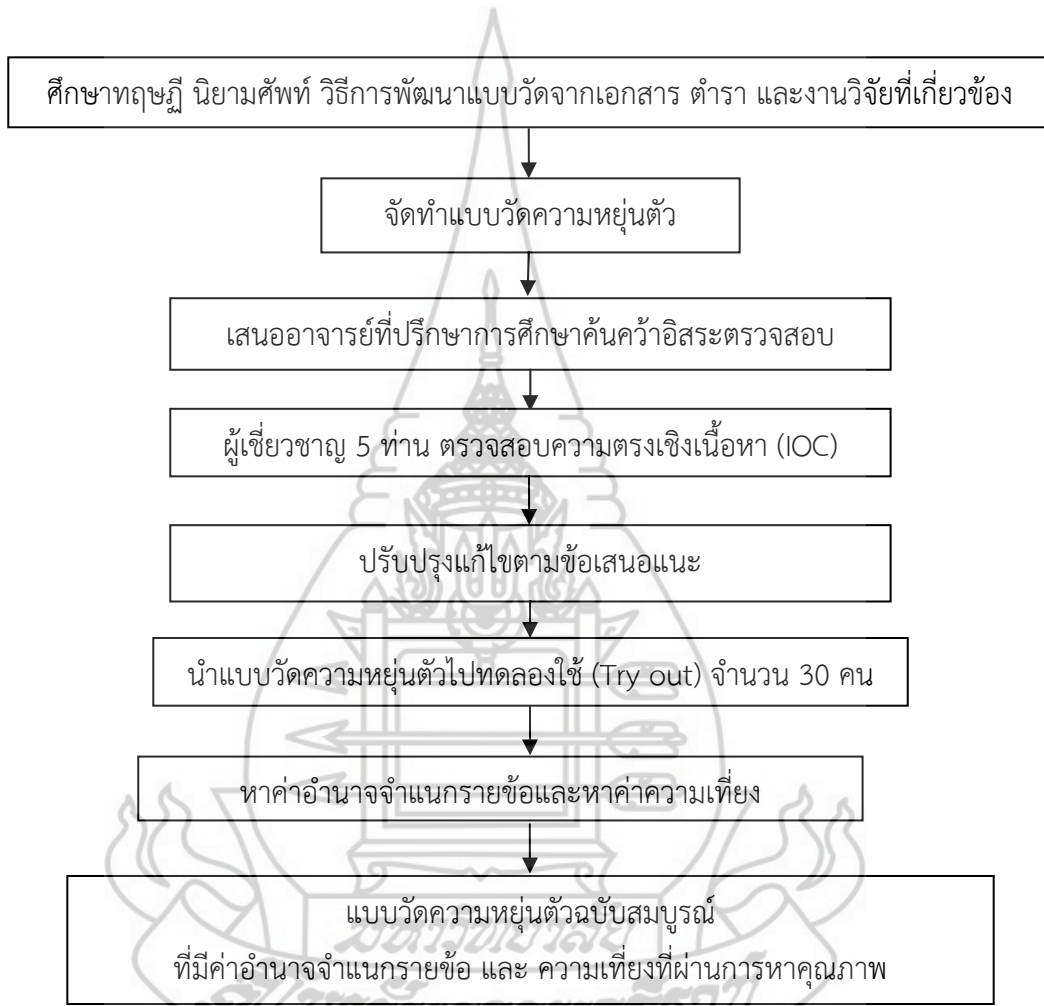 ศึกษาทฤษฎี นิยามศัพท์ วิธีการพัฒนาแบบวัดจากเอกสาร ตำรา และงานวิจัยที่เกี่ยวข้อง
จัดทำแบบวัดความหยุ่นตัว
เสนออาจารย์ที่ปรึกษาการศึกษาค้นคว้าอิสระตรวจสอบ
ผู้เชี่ยวชาญ 5 ท่าน ตรวจสอบความตรงเชิงเนื้อหา (IOC)
ปรับปรุงแก้ไขตามข้อเสนอแนะ
นำแบบวัดความหยุ่นตัวไปทดลองใช้ (Try out) จำนวน 30 คน
หาค่าอำนาจจำแนกรายข้อและหาค่าความเที่ยง
แบบวัดความหยุ่นตัวฉบับสมบูรณ์
ที่มีค่าอำนาจจำแนกรายข้อ และ ความเที่ยงที่ผ่านการหาคุณภาพ